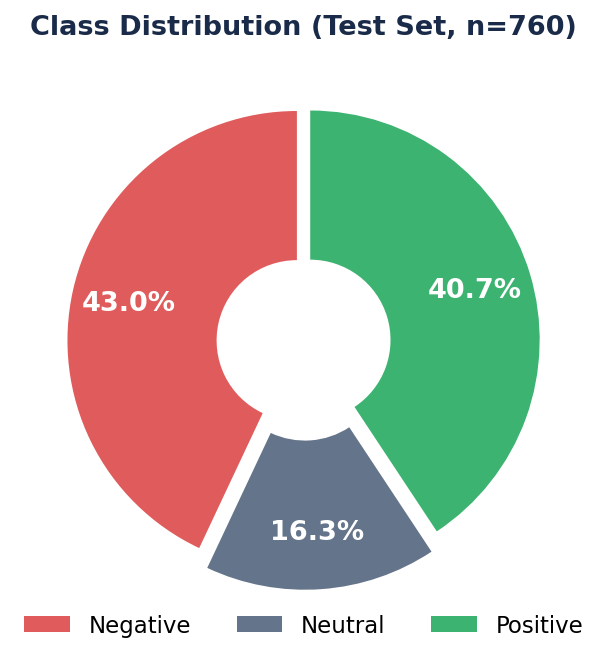 Class Distribution (Test Set, n=760)
40.7%
43.0%
16.3%
Negative Neutral Positive